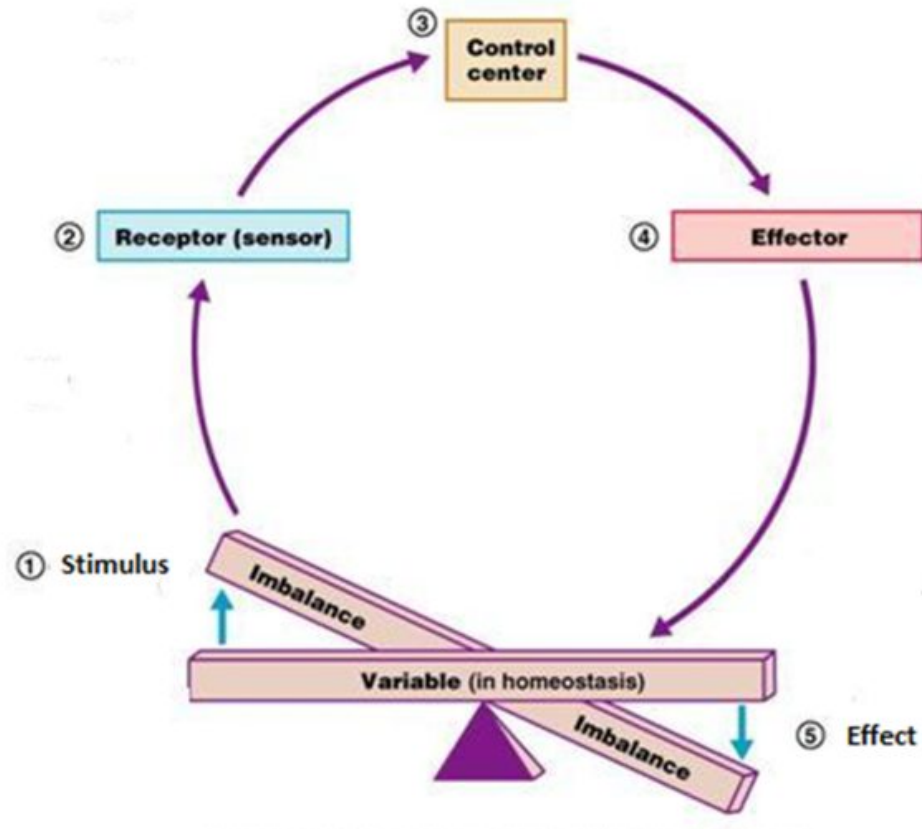 ③
Control
center
② Receptor (sensor)
④ Effector
① Stimulus
Imbalance
Variable (in homeostasis)
Imbalance
⑤ Effect